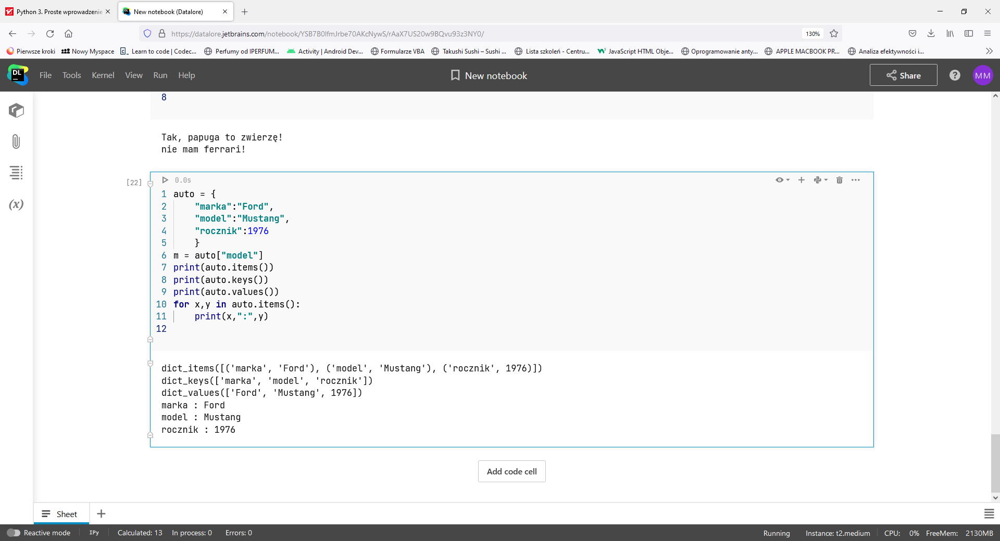 Python 3. Proste wprowadzenie
New notebook (Datalore)
https://datalore.jetbrains.com/notebook/YSB7B0lfmJrbe70AKcNywS/rAaX7US20w9BQvu93z3NY0/
130%
Pierwsze kroki
Nowy Myspace
Learn to code | Codec...
Perfumy od IPERFUM...
Activity | Android Dev...
Formularze VBA
Takushi Sushi – Sushi ...
Lista szkoleń - Centru...
JavaScript HTML Obje...
Oprogramowanie anty...
APPLE MACBOOK PR...
Analiza efektywności i...
DL
File Tools Kernel View Run Help
New notebook
Share
MM
8
Tak, papuga to zwierzę!
nie mam ferrari!
[22]
0.0s
1 auto = {
2 "marka":"Ford",
3 "model":"Mustang",
4 "rocznik":1976
5 }
6 m = auto["model"]
7 print(auto.items())
8 print(auto.keys())
9 print(auto.values())
10 for x,y in auto.items():
11 print(x,":",y)
12
dict_items([('marka', 'Ford'), ('model', 'Mustang'), ('rocznik', 1976)])
dict_keys(['marka', 'model', 'rocznik'])
dict_values(['Ford', 'Mustang', 1976])
marka : Ford
model : Mustang
rocznik : 1976
Add code cell
(x)
Sheet
Reactive mode IPy Calculated: 13 In process: 0 Errors: 0 Running Instance: t2.medium CPU: 0% FreeMem: 2130MB